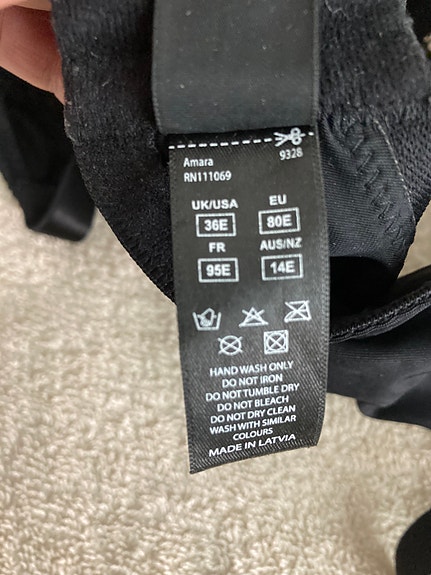 Amara 9328
RN111069
UK/USA EU
36E 80E
FR AUS/NZ
95E 14E
HAND WASH ONLY
DO NOT IRON
DO NOT TUMBLE DRY
DO NOT BLEACH
DO NOT DRY CLEAN
WASH WITH SIMILAR
COLOURS
MADE IN LATVIA